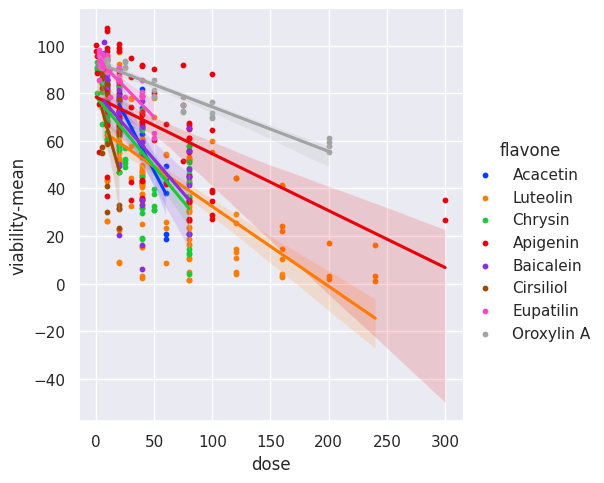 100
80
60
40
20
0
−20
−40
viability-mean
0
50
100
150
200
250
300
dose
flavone
Acacetin
Luteolin
Chrysin
Apigenin
Baicalein
Cirsiliol
Eupatilin
Oroxylin A